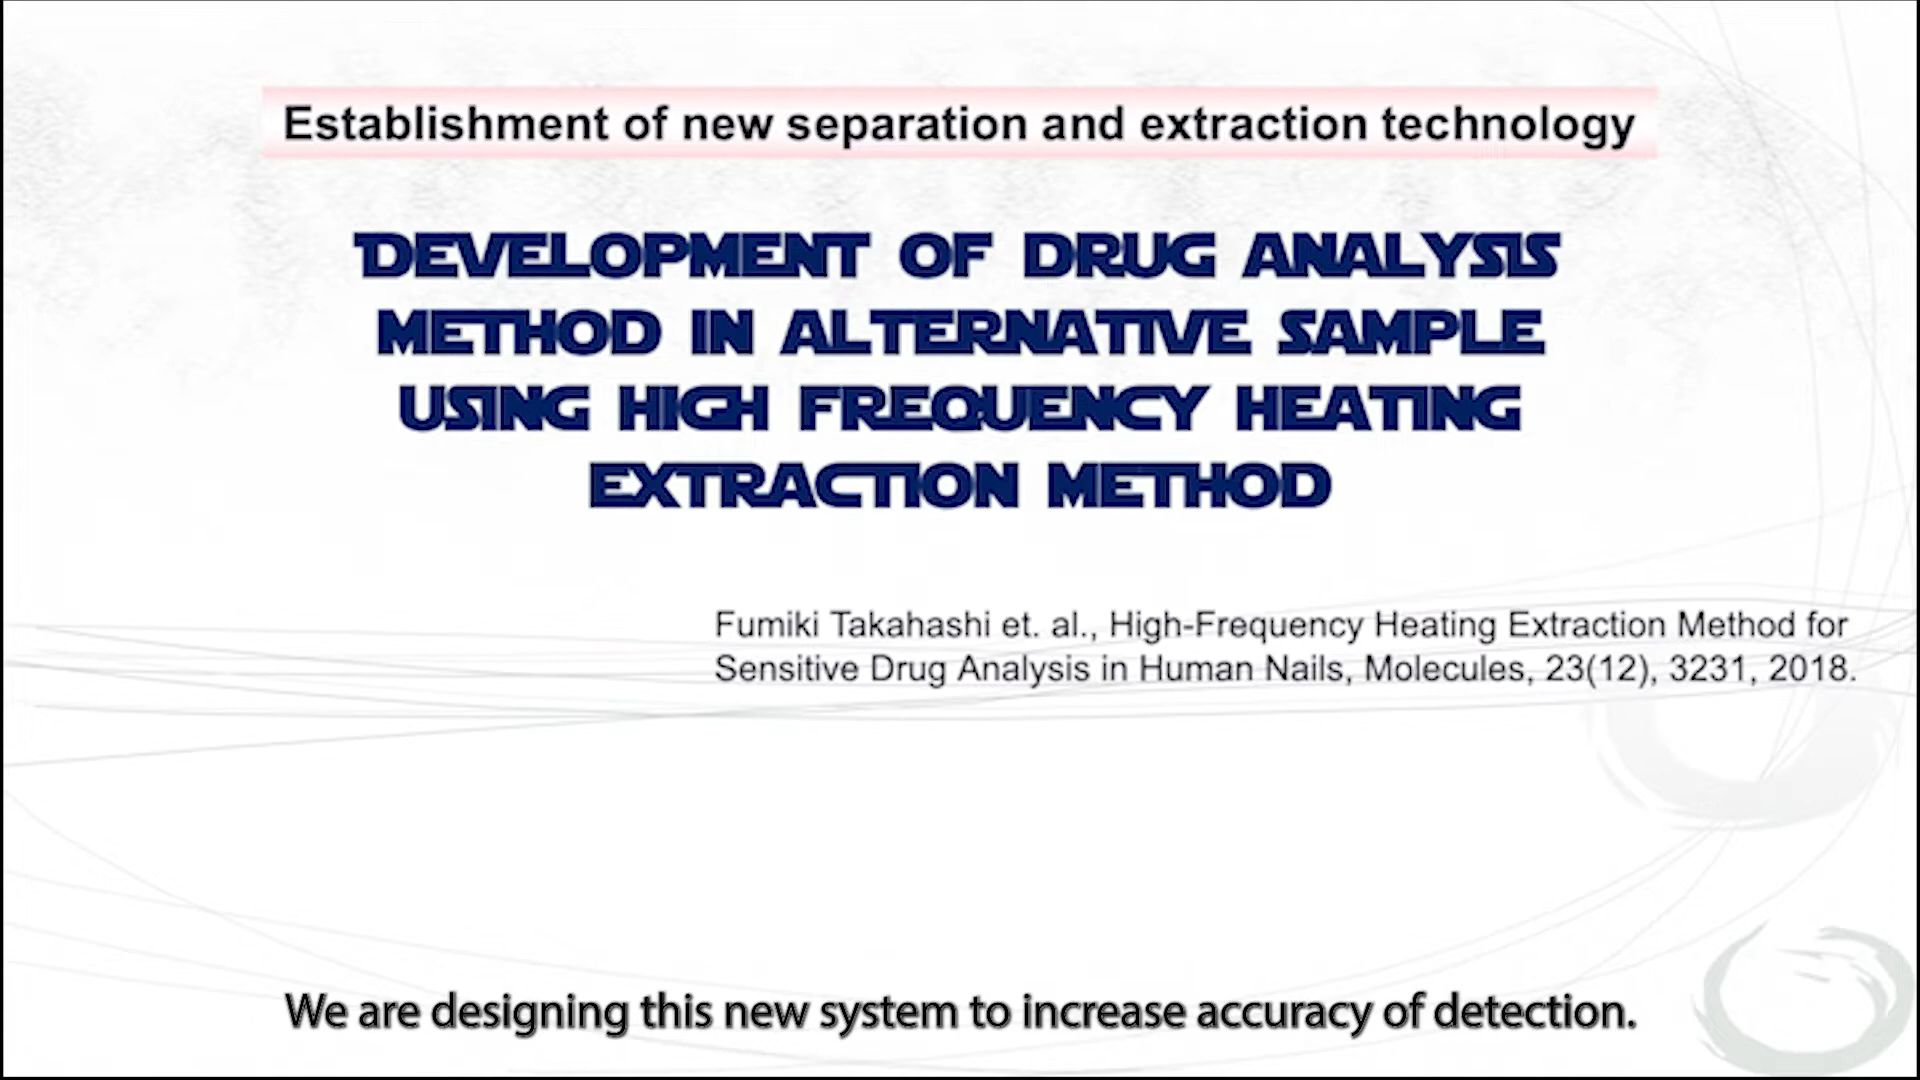 Establishment of new separation and extraction technology
DEVELOPMENT OF DRUG ANALYSIS
METHOD IN ALTERNATIVE SAMPLE
USING HIGH FREQUENCY HEATING
EXTRACTION METHOD
Fumiki Takahashi et. al., High-Frequency Heating Extraction Method for
Sensitive Drug Analysis in Human Nails, Molecules, 23(12), 3231, 2018.
We are designing this new system to increase accuracy of detection.